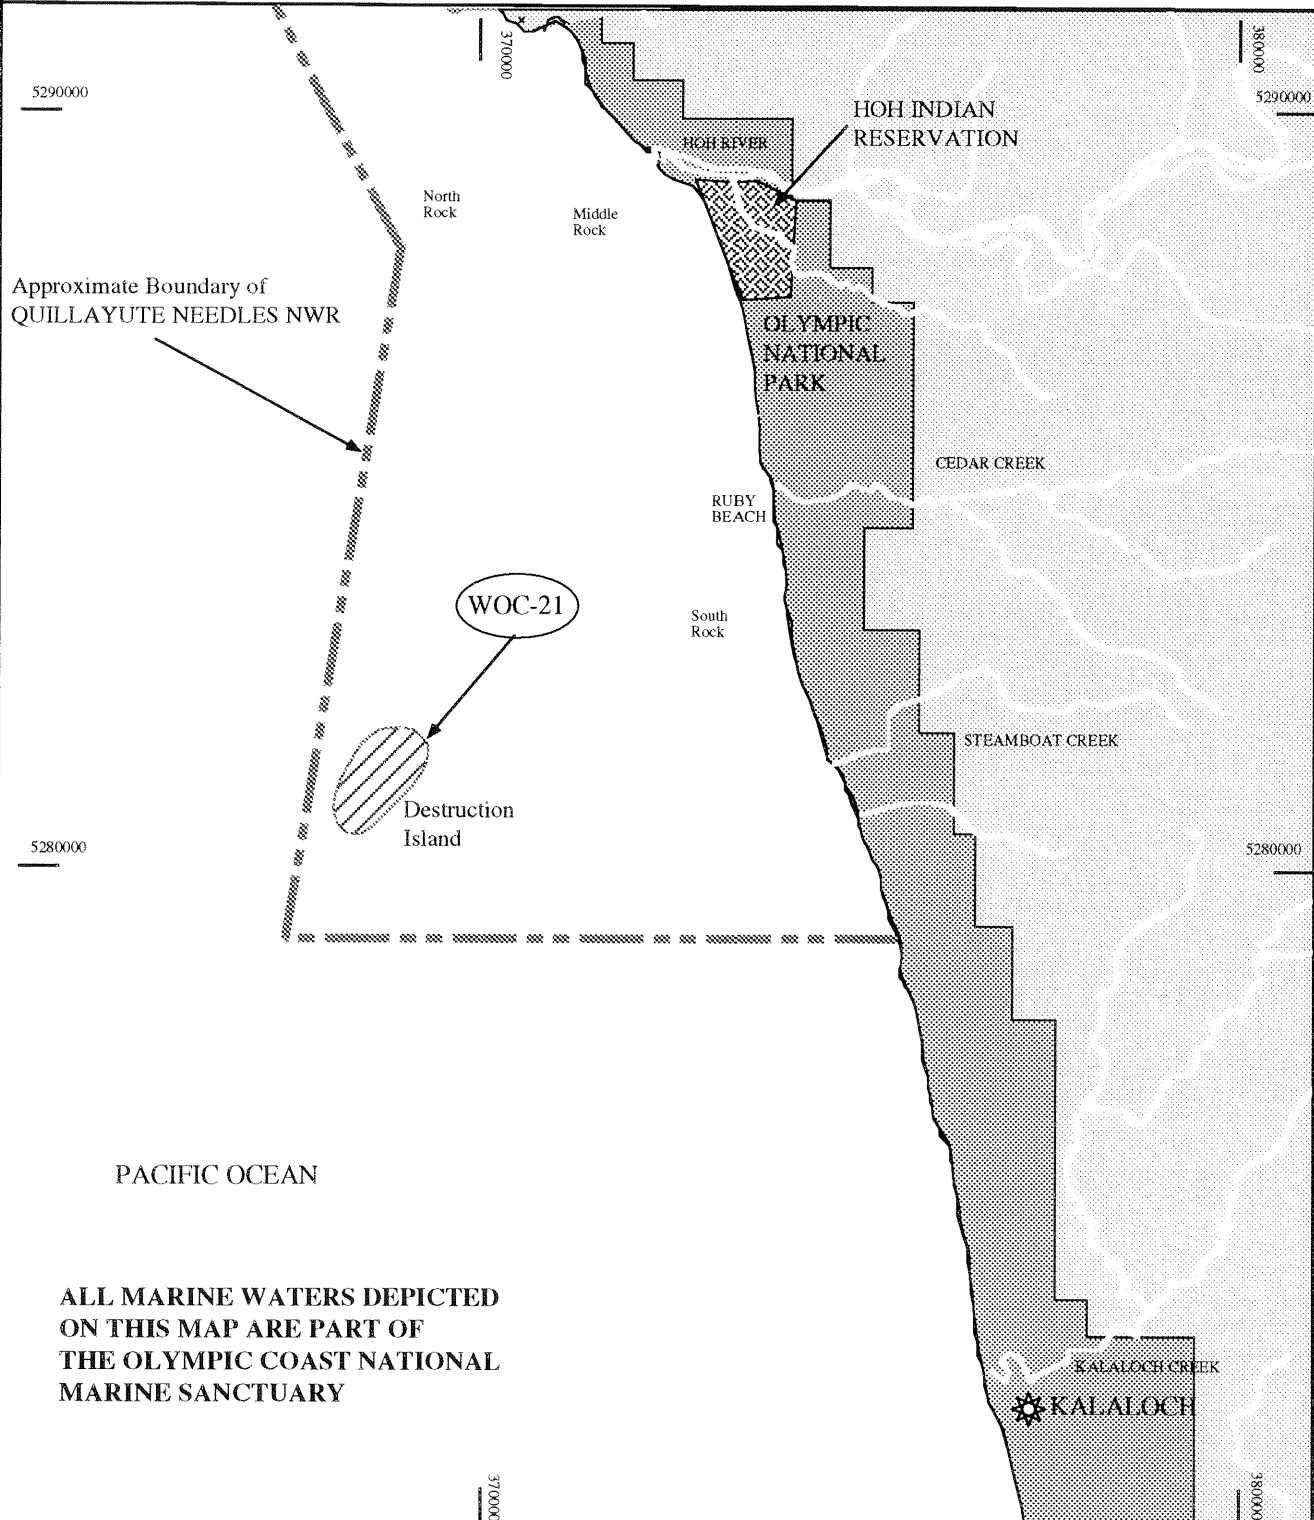 370000
380000
5290000
5290000
HOH INDIAN
RESERVATION
HOH RIVER
North
Rock
Middle
Rock
Approximate Boundary of
QUILLAYUTE NEEDLES NWR
OLYMPIC
NATIONAL
PARK
CEDAR CREEK
RUBY
BEACH
WOC-21
South
Rock
STEAMBOAT CREEK
Destruction
Island
5280000
5280000
PACIFIC OCEAN
ALL MARINE WATERS DEPICTED
ON THIS MAP ARE PART OF
THE OLYMPIC COAST NATIONAL
MARINE SANCTUARY
KALALOCH CREEK
KALALOCH
370000
380000